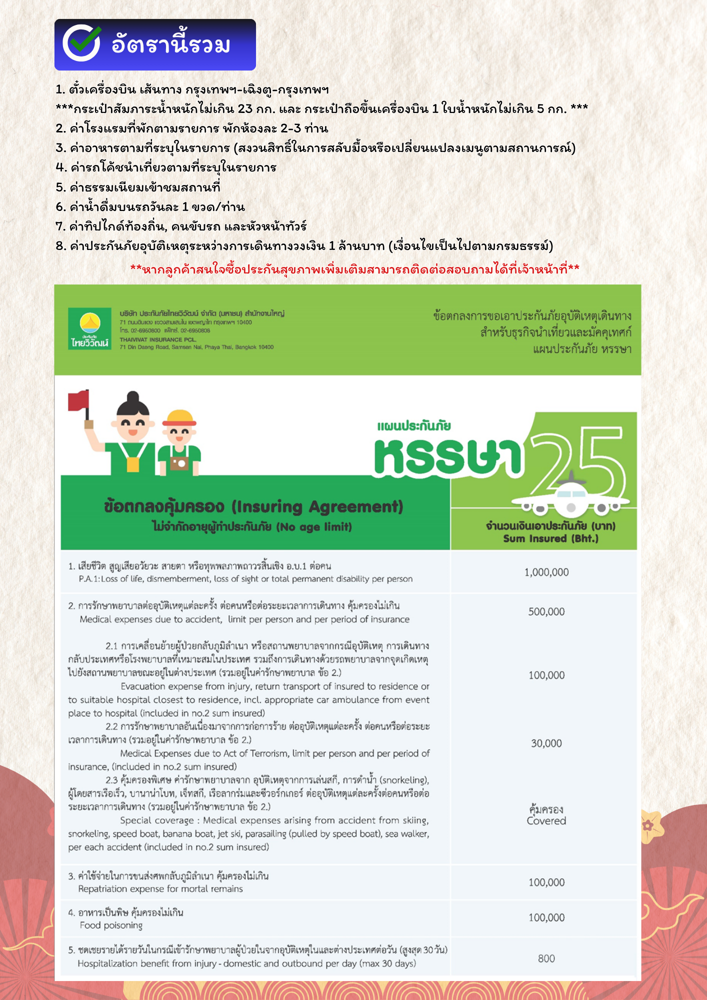 อัตรานี้รวม
1. ตั๋วเครื่องบิน เส้นทาง กรุงเทพฯ-เฉิงตู-กรุงเทพฯ
***กระเป๋าสัมภาระน้ำหนักไม่เกิน 23 กก. และ กระเป๋าถือขึ้นเครื่องบิน 1 ใบน้ำหนักไม่เกิน 5 กก. ***
2. ค่าโรงแรมที่พักตามรายการ พักห้องละ 2-3 ท่าน
3. ค่าอาหารตามที่ระบุในรายการ (สงวนสิทธิ์ในการสลับมื้อหรือเปลี่ยนแปลงเมนูตามสถานการณ์)
4. ค่ารถโค้ชนำเที่ยวตามที่ระบุในรายการ
5. ค่าธรรมเนียมเข้าชมสถานที่
6. ค่าน้ำดื่มบนรถวันละ 1 ขวด/ท่าน
7. ค่าทิปไกด์ท้องถิ่น, คนขับรถ และหัวหน้าทัวร์
8. ค่าประกันภัยอุบัติเหตุระหว่างการเดินทางวงเงิน 1 ล้านบาท (เงื่อนไขเป็นไปตามกรมธรรม์)
**หากลูกค้าสนใจซื้อประกันสุขภาพเพิ่มเติมสามารถติดต่อสอบถามได้ที่เจ้าหน้าที่**
ประกันภัย
ไทยวิวัฒน์
บริษัท ประกันภัยไทยวิวัฒน์ จำกัด (มหาชน) สำนักงานใหญ่
71 ถนนดินแดง แขวงสามเสนใน เขตพญาไท กรุงเทพฯ 10400
โทร. 02-6950800 แฟ็กซ์. 02-6950808
THAIVIVAT INSURANCE PCL.
71 Din Daeng Road, Samsen Nai, Phaya Thai, Bangkok 10400
ข้อตกลงการขอเอาประกันภัยอุบัติเหตุเดินทาง
สำหรับธุรกิจนำเที่ยวและมัคคุเทศก์
แผนประกันภัย หรรษา
แผนประกันภัย
หรรษา 25
ข้อตกลงคุ้มครอง (Insuring Agreement)
ไม่จำกัดอายุผู้ทำประกันภัย (No age limit)
จำนวนเงินเอาประกันภัย (บาท)
Sum Insured (Bht.)
1. เสียชีวิต สูญเสียอวัยวะ สายตา หรือทุพพลภาพถาวรสิ้นเชิง อ.บ.1 ต่อคน
P.A.1: Loss of life, dismemberment, loss of sight or total permanent disability per person
1,000,000
2. การรักษาพยาบาลต่ออุบัติเหตุแต่ละครั้ง ต่อคนหรือต่อระยะเวลาการเดินทาง คุ้มครองไม่เกิน
Medical expenses due to accident, limit per person and per period of insurance
500,000
2.1 การเคลื่อนย้ายผู้ป่วยกลับภูมิลำเนา หรือสถานพยาบาลจากกรณีอุบัติเหตุ การเดินทาง
กลับประเทศหรือโรงพยาบาลที่เหมาะสมในประเทศ รวมถึงการเดินทางด้วยรถพยาบาลจากจุดเกิดเหตุ
ไปยังสถานพยาบาลขณะอยู่ในต่างประเทศ (รวมอยู่ในค่ารักษาพยาบาล ข้อ 2.)
Evacuation expense from injury, return transport of insured to residence or
to suitable hospital closest to residence, incl. appropriate car ambulance from event
place to hospital (included in no.2 sum insured)
100,000
2.2 การรักษาพยาบาลอันเนื่องมาจากการก่อการร้าย ต่ออุบัติเหตุแต่ละครั้ง ต่อคนหรือต่อระยะ
เวลาการเดินทาง (รวมอยู่ในค่ารักษาพยาบาล ข้อ 2.)
Medical Expenses due to Act of Terrorism, limit per person and per period of
insurance, (included in no.2 sum insured)
30,000
2.3 คุ้มครองพิเศษ ค่ารักษาพยาบาลจาก อุบัติเหตุจากการเล่นสกี, การดำน้ำ (snorkeling),
ผู้โดยสารเรือเร็ว, บานาน่าโบท, เจ็ทสกี, เรือลากร่มและซีวอร์กเกอร์ ต่ออุบัติเหตุแต่ละครั้งต่อคนหรือต่อ
ระยะเวลาการเดินทาง (รวมอยู่ในค่ารักษาพยาบาล ข้อ 2.)
Special coverage : Medical expenses arising from accident from skiing,
snorkeling, speed boat, banana boat, jet ski, parasailing (pulled by speed boat), sea walker,
per each accident (included in no.2 sum insured)
คุ้มครอง
Covered
3. ค่าใช้จ่ายในการขนส่งศพกลับภูมิลำเนา คุ้มครองไม่เกิน
Repatriation expense for mortal remains
100,000
4. อาหารเป็นพิษ คุ้มครองไม่เกิน
Food poisoning
100,000
5. ชดเชยรายได้รายวันในกรณีเข้ารักษาพยาบาลผู้ป่วยในจากอุบัติเหตุในและต่างประเทศต่อวัน (สูงสุด 30 วัน)
Hospitalization benefit from injury - domestic and outbound per day (max 30 days)
800